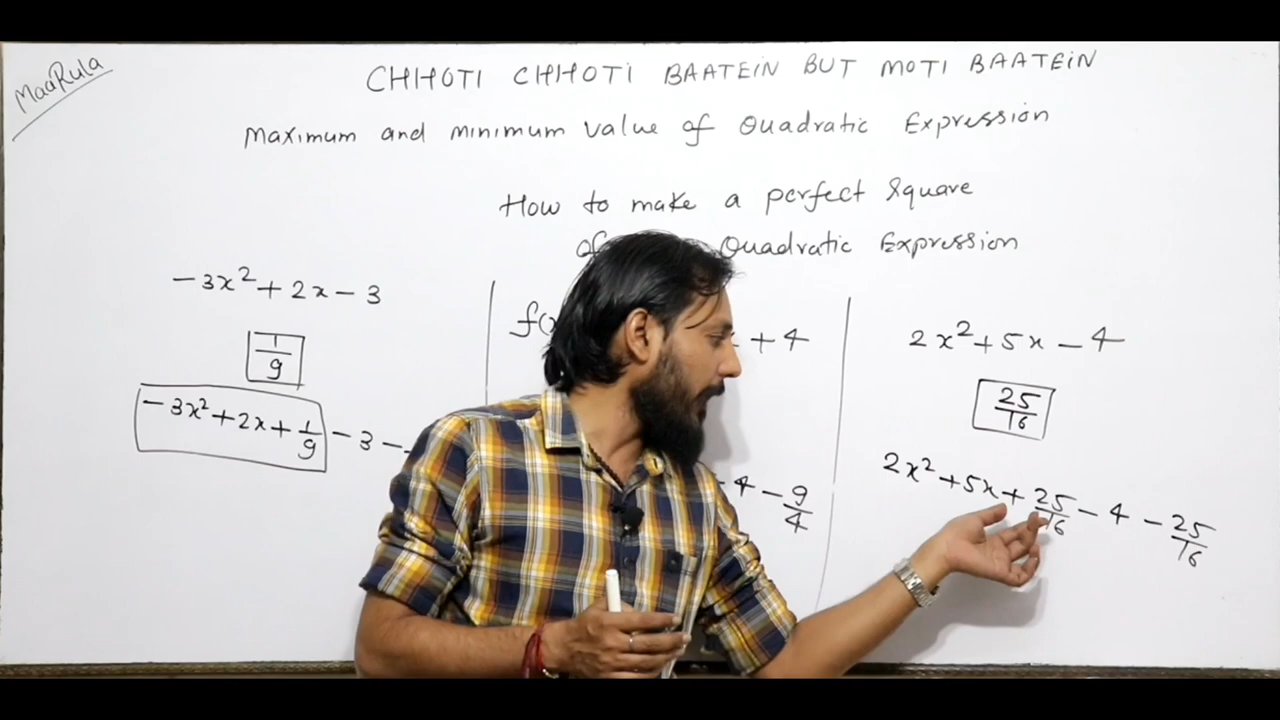 MaaRula
CHHOTI CHHOTI BAATEIN BUT MOTI BAATEIN
Maximum and minimum value of Quadratic Expression
How to make a perfect Square
of Quadratic Expression
-3x² + 2x - 3
1/9
-3x² + 2x + 1/9 - 3 -
f(x
+ 4
- 4 - 9/4
2x² + 5x - 4
25/16
2x² + 5x + 25/16 - 4 - 25/16